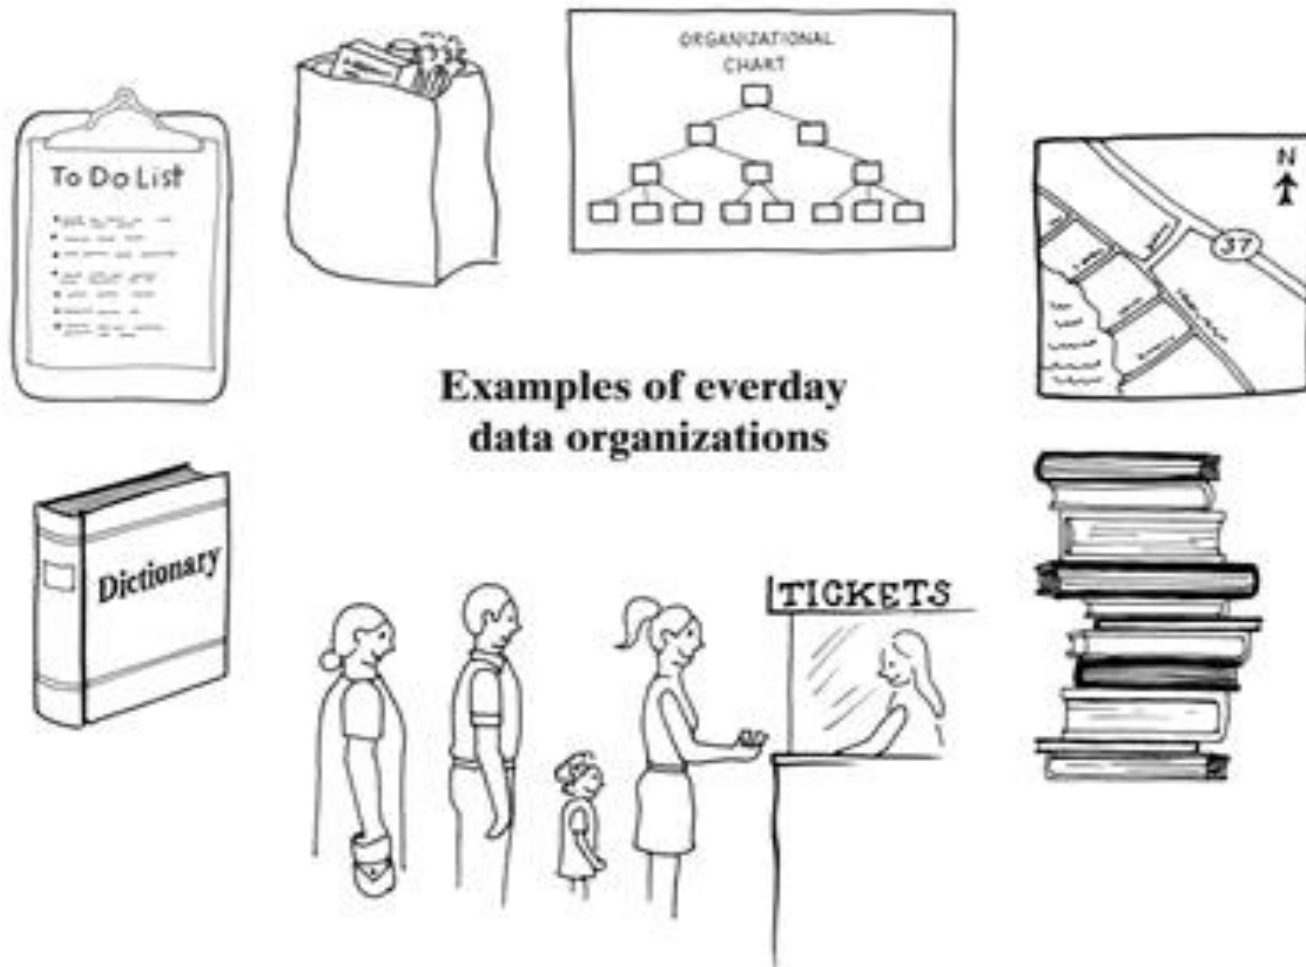 ORGANIZATIONAL
CHART
To Do List
N
37
Examples of everday
data organizations
Dictionary
TICKETS